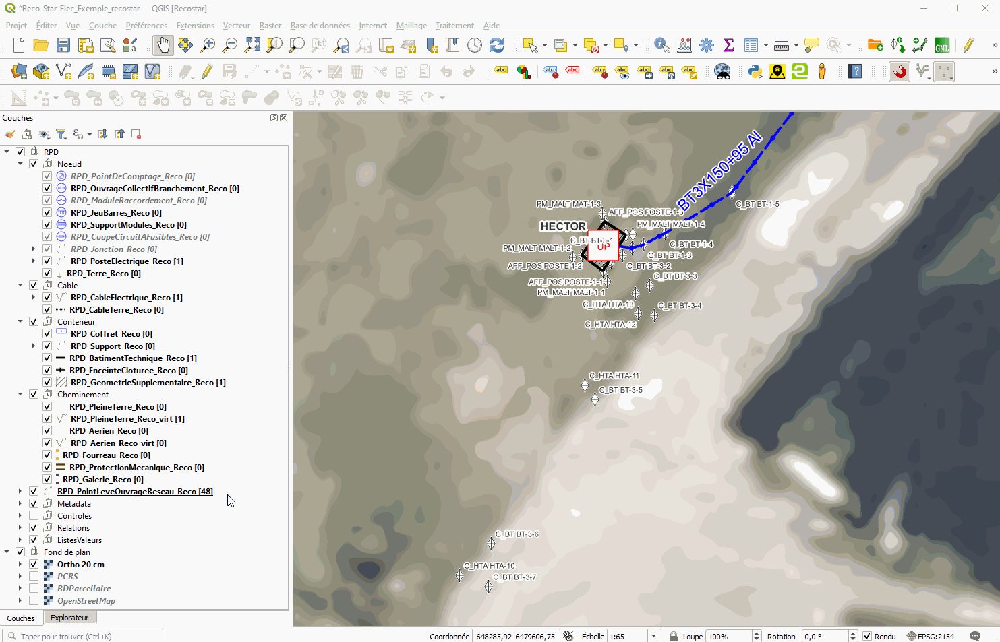 *Reco-Star-Elec_Exemple_recostar — QGIS [Recostar]
Projet Éditer Vue Couche Préférences Extensions Vecteur Raster Base de données Internet Maillage Traitement Aide
Couches
RPD
Noeud
RPD_PointDeComptage_Reco [0]
RPD_OuvrageCollectifBranchement_Reco [0]
RPD_ModuleRaccordement_Reco [0]
RPD_JeuBarres_Reco [0]
RPD_SupportModules_Reco [0]
RPD_CoupeCircuitAFusibles_Reco [0]
RPD_Jonction_Reco [0]
RPD_PosteElectrique_Reco [1]
RPD_Terre_Reco [0]
Cable
RPD_CableElectrique_Reco [1]
RPD_CableTerre_Reco [0]
Conteneur
RPD_Coffret_Reco [0]
RPD_Support_Reco [0]
RPD_BatimentTechnique_Reco [1]
RPD_EnceinteCloturee_Reco [0]
RPD_GeometrieSupplementaire_Reco [1]
Cheminement
RPD_PleineTerre_Reco [0]
RPD_PleineTerre_Reco_virt [1]
RPD_Aerien_Reco [0]
RPD_Aerien_Reco_virt [0]
RPD_Fourreau_Reco [0]
RPD_ProtectionMecanique_Reco [0]
RPD_Galerie_Reco [0]
RPD_PointLeveOuvrageReseau_Reco [48]
Metadata
Controles
Relations
ListesValeurs
Fond de plan
Ortho 20 cm
PCRS
BDParcellaire
OpenStreetMap
Couches Explorateur
BT3X150+95 Al
C_BT BT-1-5
PM_MALT MAT-1-3
AFF_POS POSTE-1-3
HECTOR
PM_MALT MALT-1-4
C_BT BT-3-1
UP
C_BT BT-1-4
PM_MALT MALT-1-2
C_BT BT-1-3
AFF_POS POSTE 1-2
C_BT BT-3-2
C_BT BT-3-3
AFF_POS POSTE-1-1
PM_MALT MALT-1-1
C_HTA HTA-13
C_BT BT-3-4
C_HTA HTA-12
C_HTA HTA-11
C_BT BT-3-5
C_BT BT-3-6
C_HTA HTA-10
C_BT BT-3-7
Taper pour trouver (Ctrl+K)
Coordonnée 648285,92 6479606,75 Échelle 1:65 Loupe 100% Rotation 0,0 ° Rendu EPSG:2154